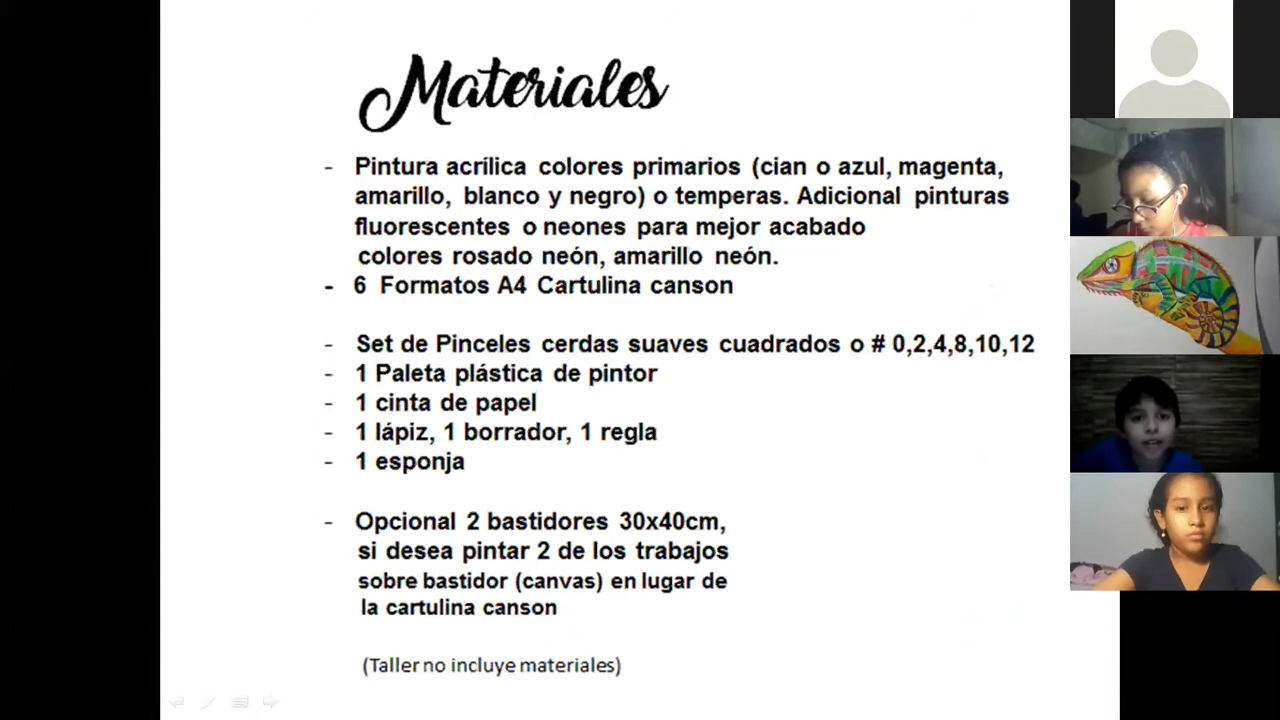 Materiales
- Pintura acrílica colores primarios (cian o azul, magenta,
amarillo, blanco y negro) o temperas. Adicional pinturas
fluorescentes o neones para mejor acabado
colores rosado neón, amarillo neón.
- 6 Formatos A4 Cartulina canson
- Set de Pinceles cerdas suaves cuadrados o # 0,2,4,8,10,12
- 1 Paleta plástica de pintor
- 1 cinta de papel
- 1 lápiz, 1 borrador, 1 regla
- 1 esponja
- Opcional 2 bastidores 30x40cm,
si desea pintar 2 de los trabajos
sobre bastidor (canvas) en lugar de
la cartulina canson
(Taller no incluye materiales)